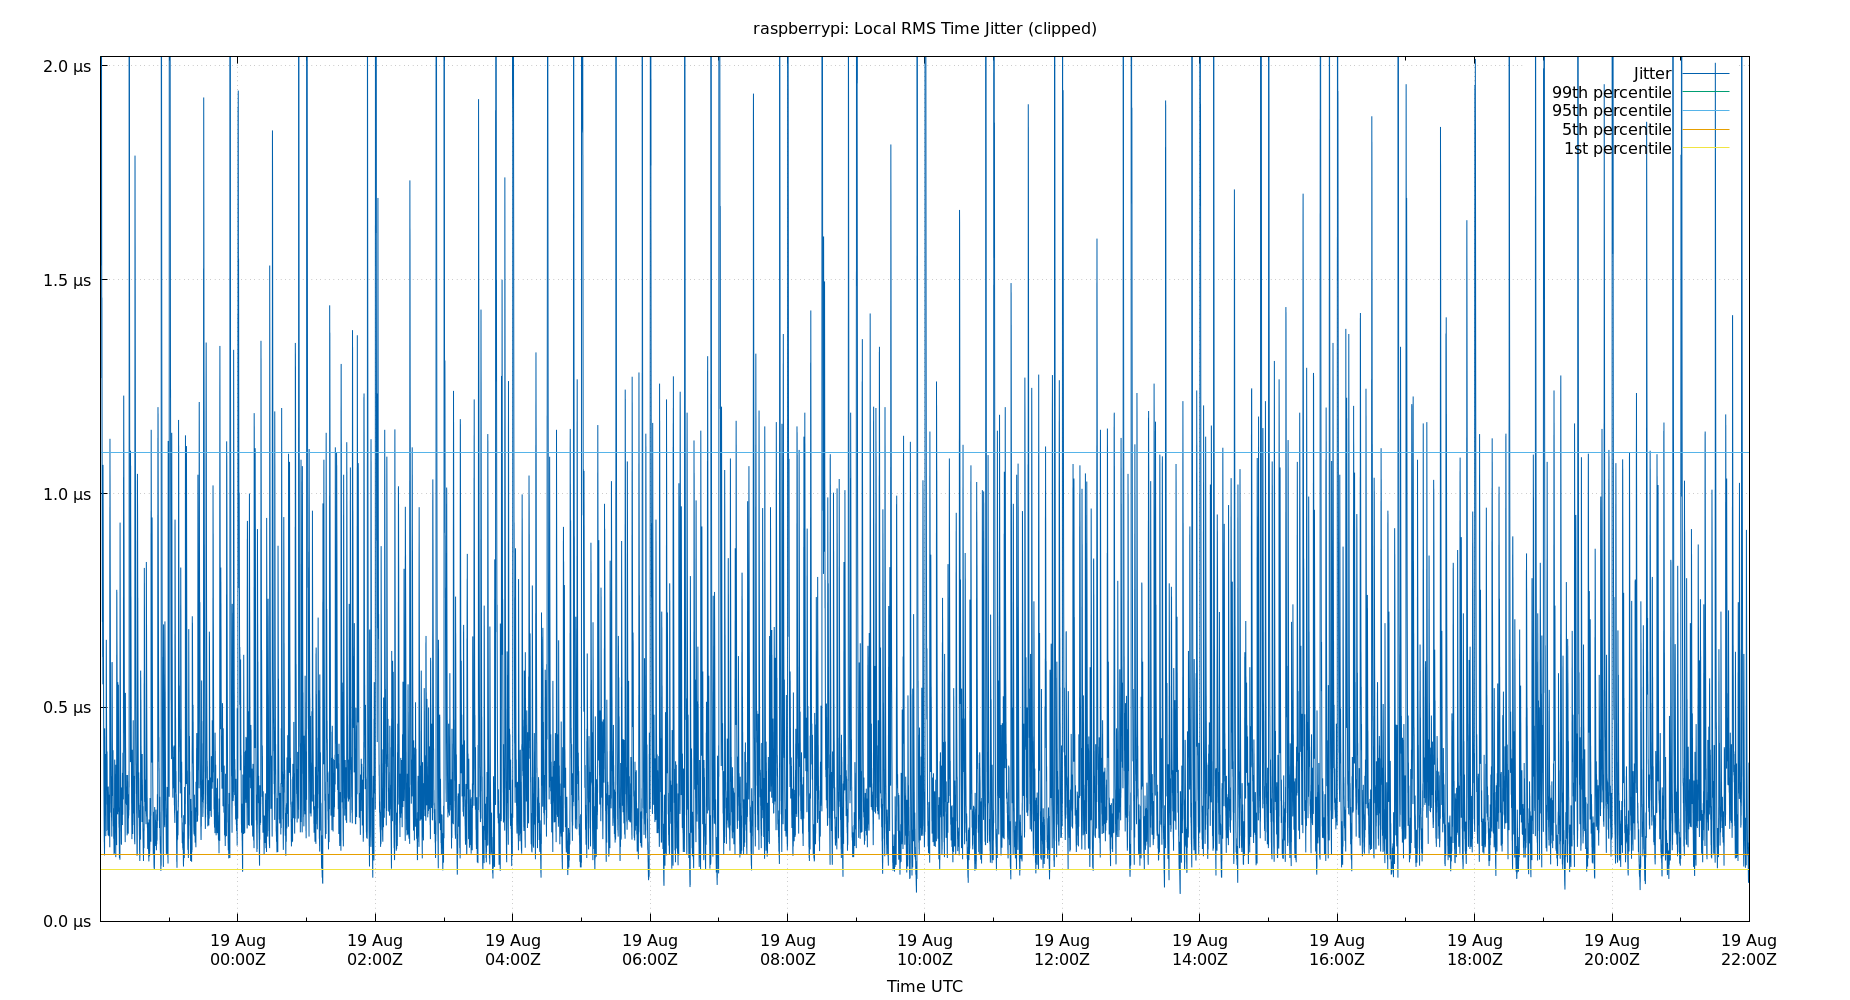 raspberrypi: Local RMS Time Jitter (clipped)
2.0 μs
1.5 μs
1.0 μs
0.5 μs
0.0 μs
Jitter
99th percentile
95th percentile
5th percentile
1st percentile
19 Aug 19 Aug 19 Aug 19 Aug 19 Aug 19 Aug 19 Aug 19 Aug 19 Aug 19 Aug 19 Aug 19 Aug
00:00Z 02:00Z 04:00Z 06:00Z 08:00Z 10:00Z 12:00Z 14:00Z 16:00Z 18:00Z 20:00Z 22:00Z
Time UTC